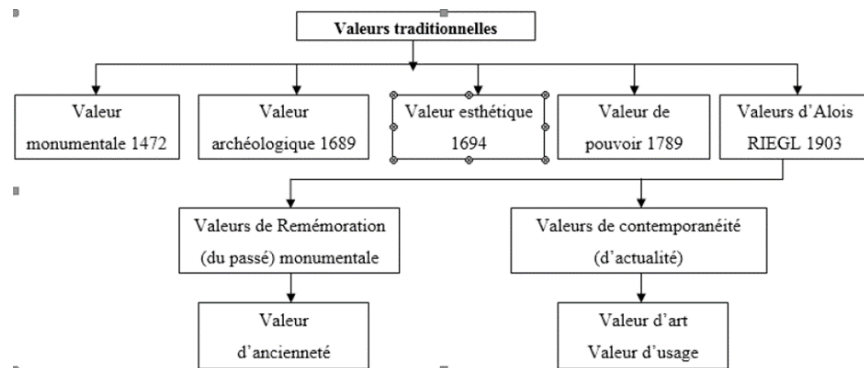 Valeurs traditionnelles
Valeur
monumentale 1472
Valeur
archéologique 1689
Valeur esthétique
1694
Valeur de
pouvoir 1789
Valeurs d'Alois
RIEGL 1903
Valeurs de Remémoration
(du passé) monumentale
Valeurs de contemporanéité
(d'actualité)
Valeur
d'ancienneté
Valeur d'art
Valeur d'usage